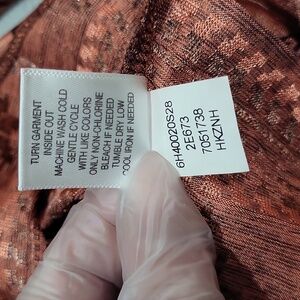 TURN GARMENT
INSIDE OUT
MACHINE WASH COLD
GENTLE CYCLE
WITH LIKE COLORS
ONLY NON-CHLORINE
BLEACH IF NEEDED
TUMBLE DRY LOW
COOL IRON IF NEEDED
6H40020S28
2E673
7051738
HKZNH